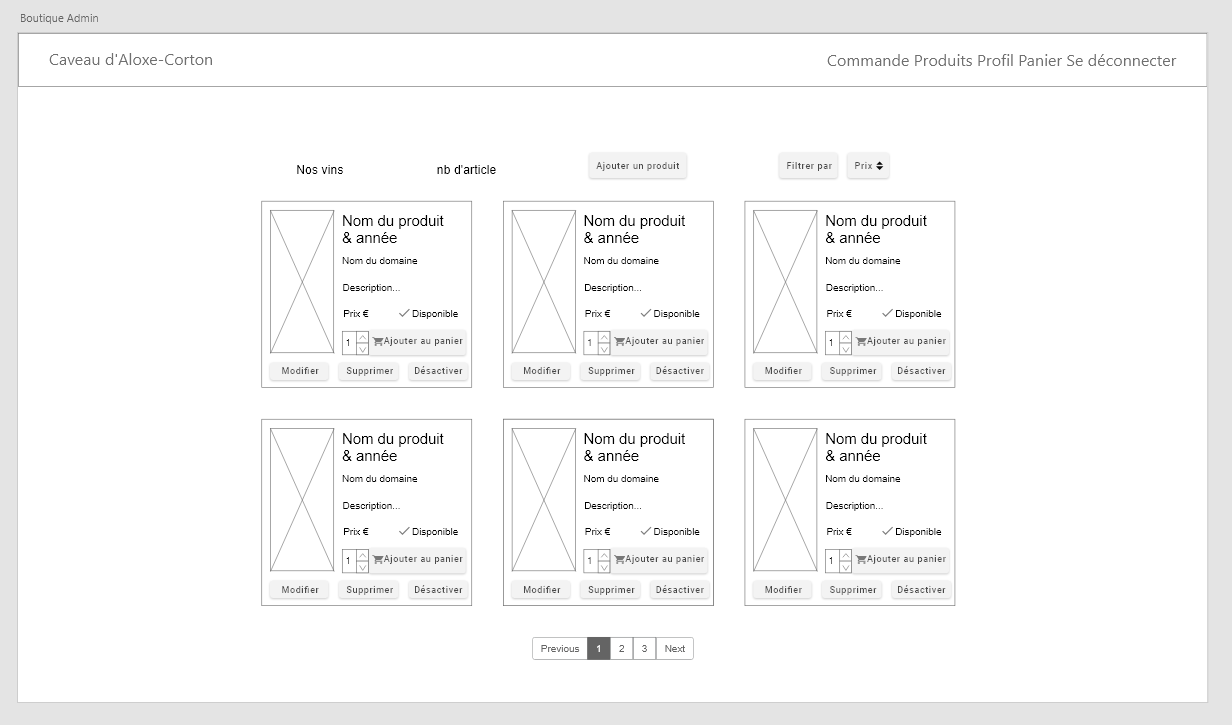 Boutique Admin
Caveau d'Aloxe-Corton
Commande Produits Profil Panier Se déconnecter
Nos vins
nb d'article
Ajouter un produit
Filtrer par
Prix
Nom du produit
& année
Nom du domaine
Description...
Prix €
Disponible
1
Ajouter au panier
Modifier
Supprimer
Désactiver
Nom du produit
& année
Nom du domaine
Description...
Prix €
Disponible
1
Ajouter au panier
Modifier
Supprimer
Désactiver
Nom du produit
& année
Nom du domaine
Description...
Prix €
Disponible
1
Ajouter au panier
Modifier
Supprimer
Désactiver
Nom du produit
& année
Nom du domaine
Description...
Prix €
Disponible
1
Ajouter au panier
Modifier
Supprimer
Désactiver
Nom du produit
& année
Nom du domaine
Description...
Prix €
Disponible
1
Ajouter au panier
Modifier
Supprimer
Désactiver
Nom du produit
& année
Nom du domaine
Description...
Prix €
Disponible
1
Ajouter au panier
Modifier
Supprimer
Désactiver
Previous 1 2 3 Next